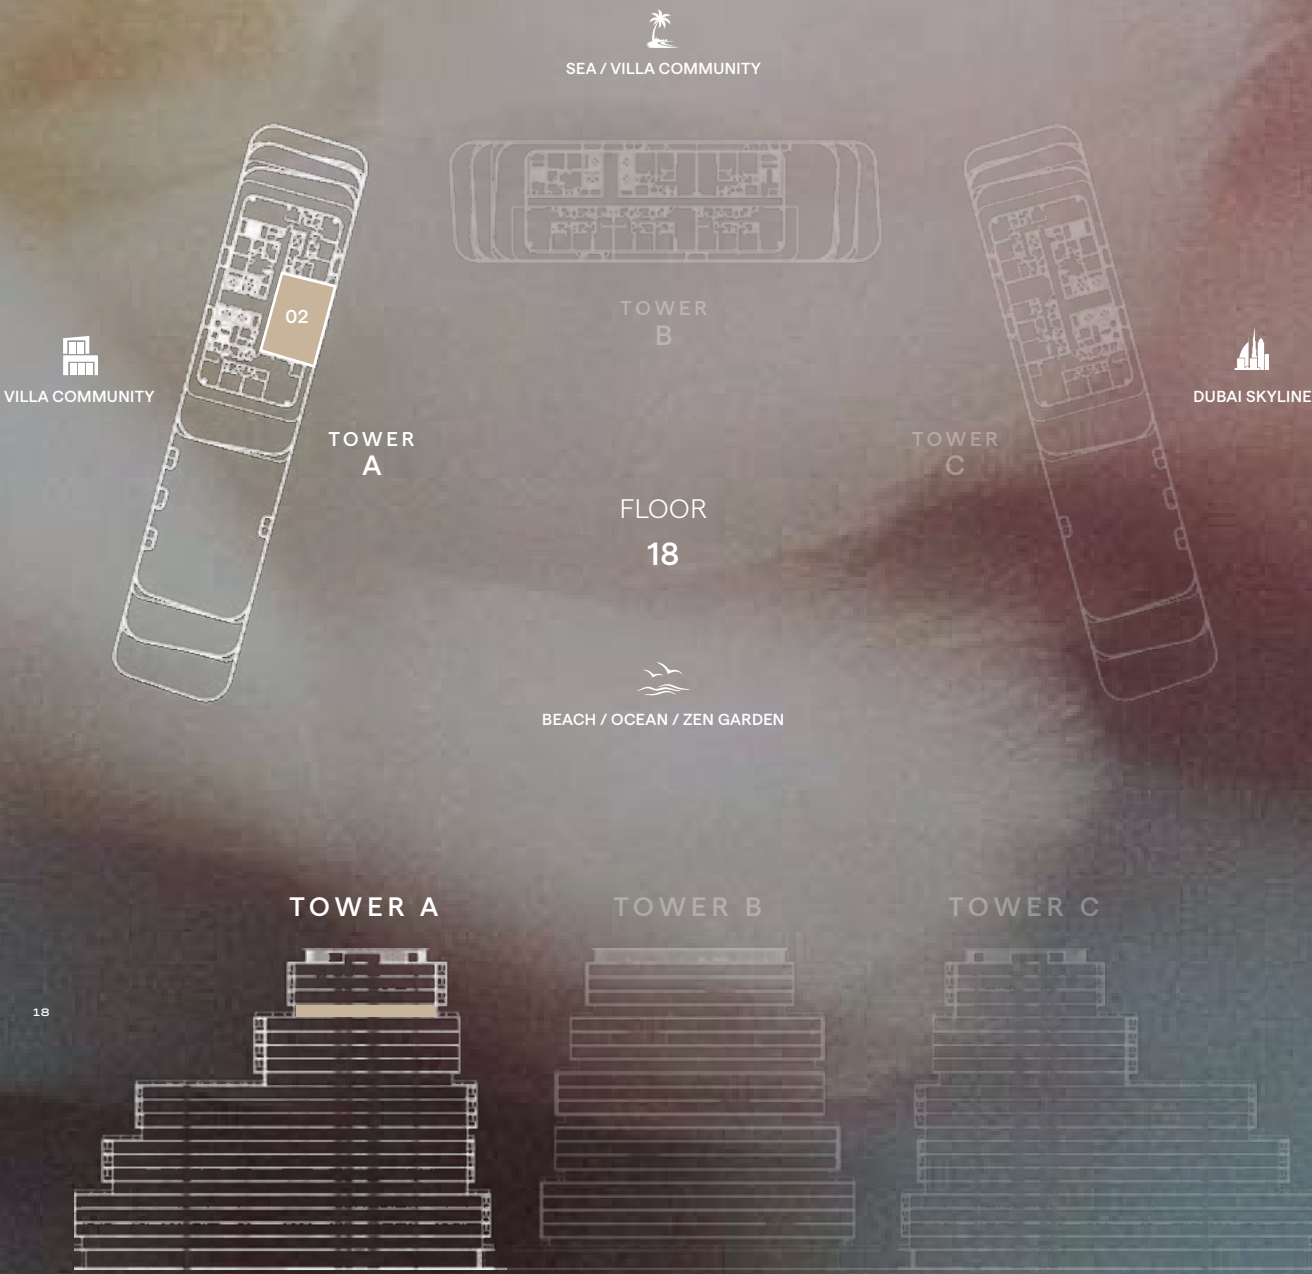 SEA / VILLA COMMUNITY
02
TOWER
B
VILLA COMMUNITY
DUBAI SKYLINE
TOWER
A
TOWER
C
FLOOR
18
BEACH / OCEAN / ZEN GARDEN
TOWER A
TOWER B
TOWER C
18